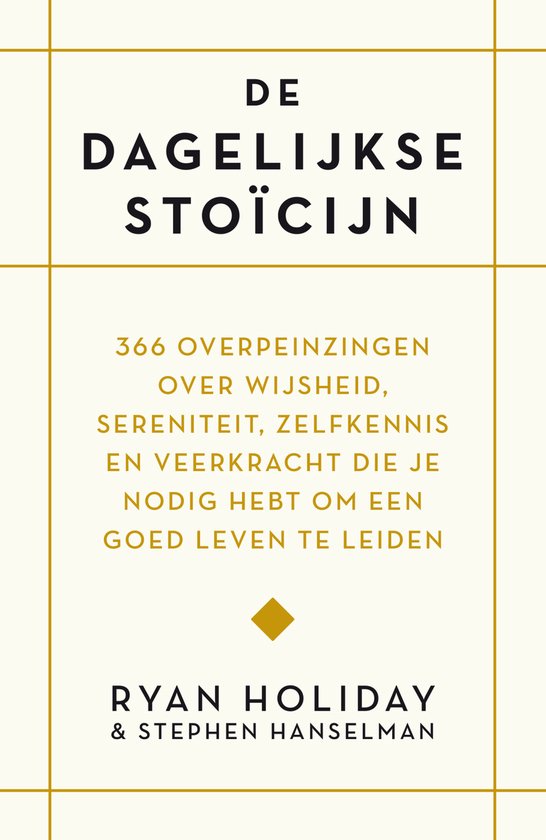 DE
DAGELIJKSE
STOÏCIJN
366 OVERPEINZINGEN
OVER WIJSHEID,
SERENITEIT, ZELFKENNIS
EN VEERKRACHT DIE JE
NODIG HEBT OM EEN
GOED LEVEN TE LEIDEN
RYAN HOLIDAY
& STEPHEN HANSELMAN